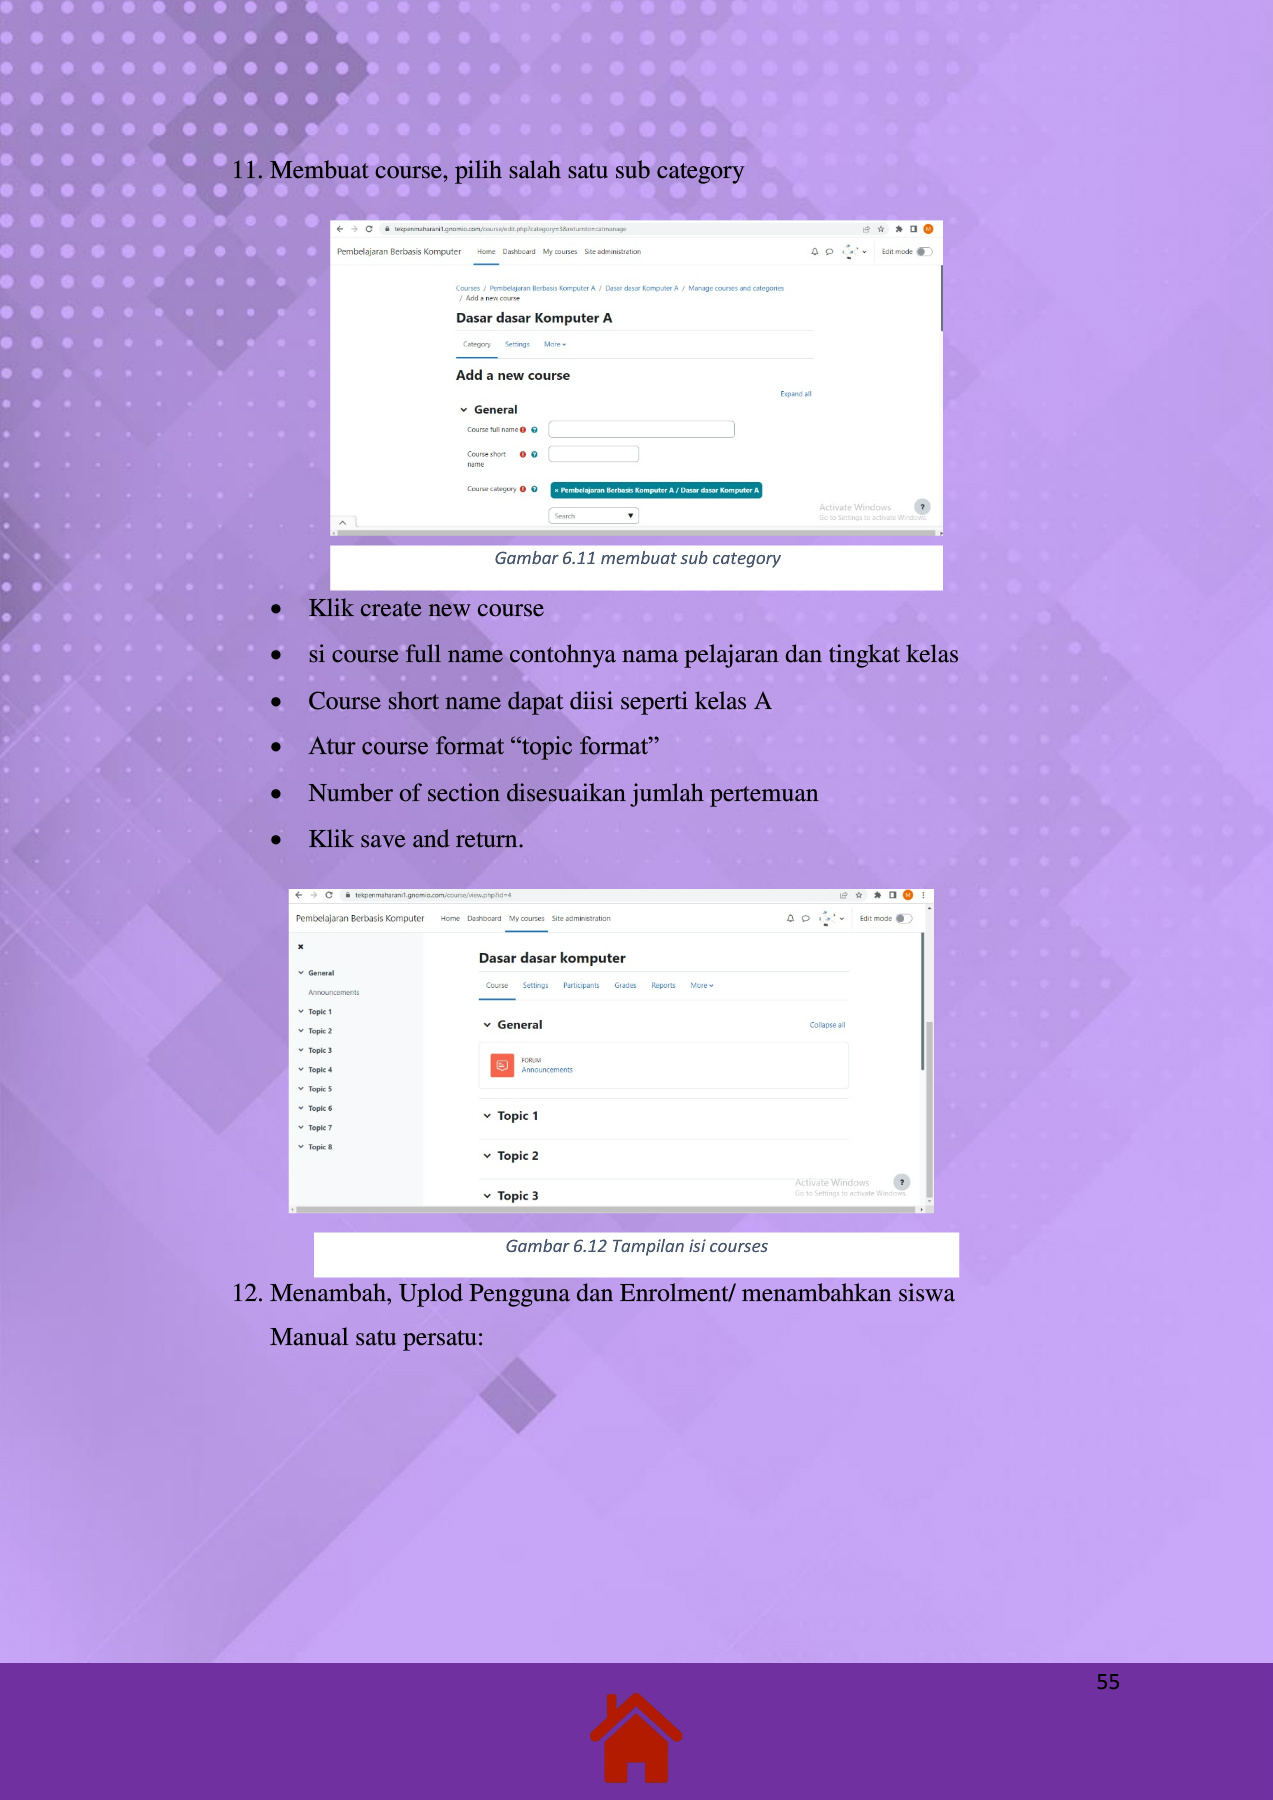 11. Membuat course, pilih salah satu sub category
tekpenmaharani1.gnomio.com/course/edit.php?category=3&returnto=catmanage
Pembelajaran Berbasis Komputer Home Dashboard My courses Site administration Edit mode
Courses / Pembelajaran Berbasis Komputer A / Dasar dasar Komputer A / Manage courses and categories
/ Add a new course
Dasar dasar Komputer A
Category Settings More
Add a new course
Expand all
General
Course full name
Course short
name
Course category × Pembelajaran Berbasis Komputer A / Dasar dasar Komputer A
Search
Activate Windows
Go to Settings to activate Windows.
Gambar 6.11 membuat sub category
• Klik create new course
• si course full name contohnya nama pelajaran dan tingkat kelas
• Course short name dapat diisi seperti kelas A
• Atur course format “topic format”
• Number of section disesuaikan jumlah pertemuan
• Klik save and return.
tekpenmaharani1.gnomio.com/course/view.php?id=4
Pembelajaran Berbasis Komputer Home Dashboard My courses Site administration Edit mode
General
Announcements
Topic 1
Topic 2
Topic 3
Topic 4
Topic 5
Topic 6
Topic 7
Topic 8
Dasar dasar komputer
Course Settings Participants Grades Reports More
General Collapse all
FORUM
Announcements
Topic 1
Topic 2
Topic 3
Activate Windows
Go to Settings to activate Windows.
Gambar 6.12 Tampilan isi courses
12. Menambah, Uplod Pengguna dan Enrolment/ menambahkan siswa
Manual satu persatu:
55